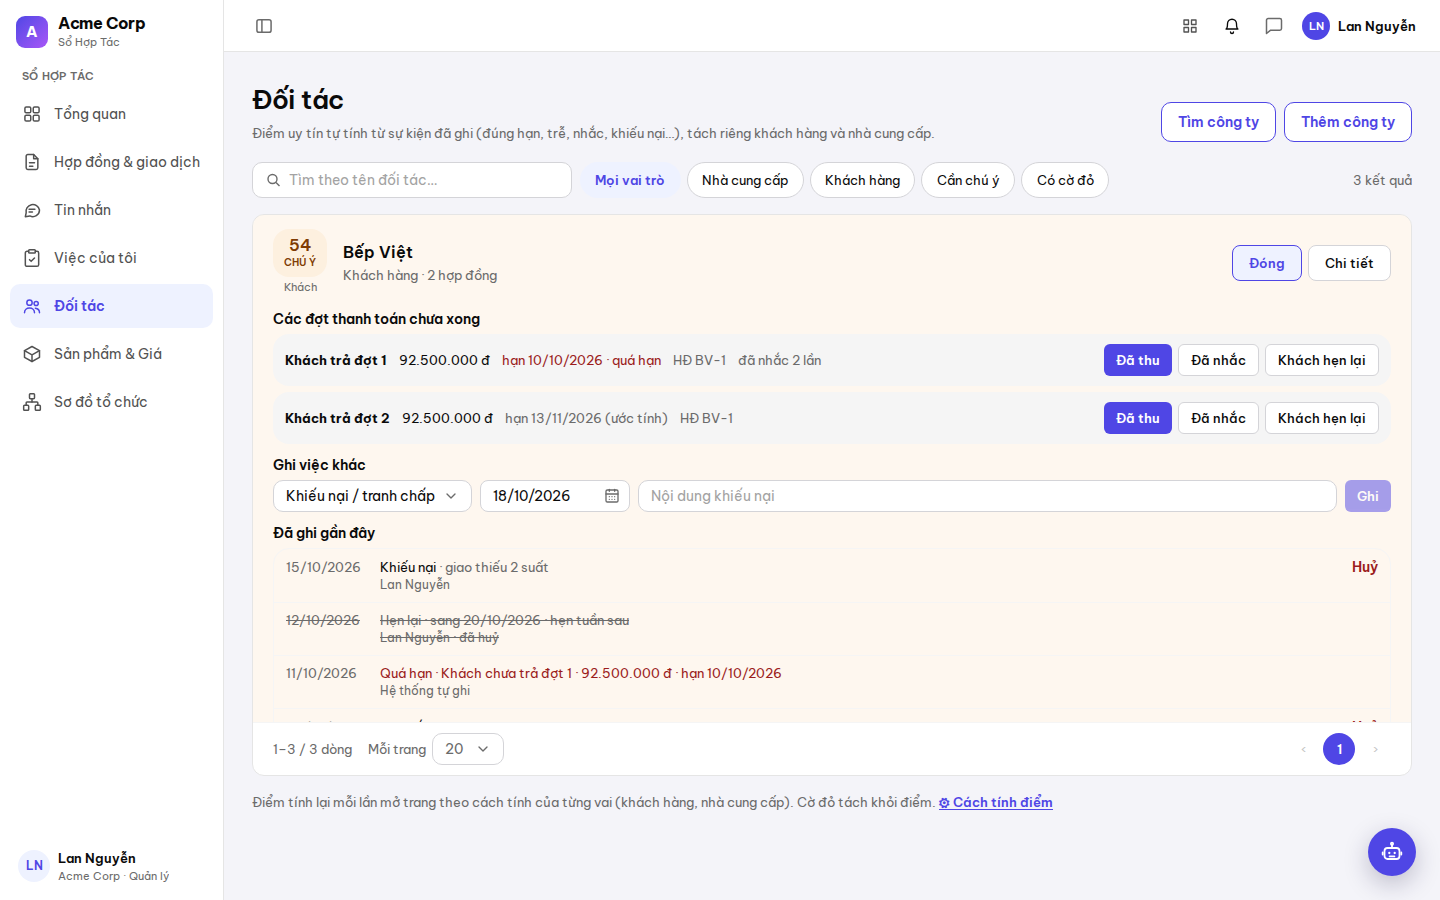 A
Acme Corp
Sổ Hợp Tác
SỔ HỢP TÁC
Tổng quan
Hợp đồng & giao dịch
Tin nhắn
Việc của tôi
Đối tác
Sản phẩm & Giá
Sơ đồ tổ chức
LN
Lan Nguyễn
Acme Corp · Quản lý
LN Lan Nguyễn
Đối tác
Điểm uy tín tự tính từ sự kiện đã ghi (đúng hạn, trễ, nhắc, khiếu nại...), tách riêng khách hàng và nhà cung cấp.
Tìm công ty Thêm công ty
Tìm theo tên đối tác... Mọi vai trò Nhà cung cấp Khách hàng Cần chú ý Có cờ đỏ 3 kết quả
54
CHÚ Ý
Khách
Bếp Việt
Khách hàng · 2 hợp đồng
Đóng Chi tiết
Các đợt thanh toán chưa xong
Khách trả đợt 1 92.500.000 đ hạn 10/10/2026 · quá hạn HĐ BV-1 đã nhắc 2 lần Đã thu Đã nhắc Khách hẹn lại
Khách trả đợt 2 92.500.000 đ hạn 13/11/2026 (ước tính) HĐ BV-1 Đã thu Đã nhắc Khách hẹn lại
Ghi việc khác
Khiếu nại / tranh chấp 18/10/2026 Nội dung khiếu nại Ghi
Đã ghi gần đây
15/10/2026 Khiếu nại · giao thiếu 2 suất Huỷ
Lan Nguyễn
12/10/2026 Hẹn lại · sang 20/10/2026 · hẹn tuần sau
Lan Nguyễn · đã huỷ
11/10/2026 Quá hạn · Khách chưa trả đợt 1 · 92.500.000 đ · hạn 10/10/2026
Hệ thống tự ghi
1–3 / 3 dòng Mỗi trang 20 ‹ 1 ›
Điểm tính lại mỗi lần mở trang theo cách tính của từng vai (khách hàng, nhà cung cấp). Cờ đỏ tách khỏi điểm. ⚙ Cách tính điểm